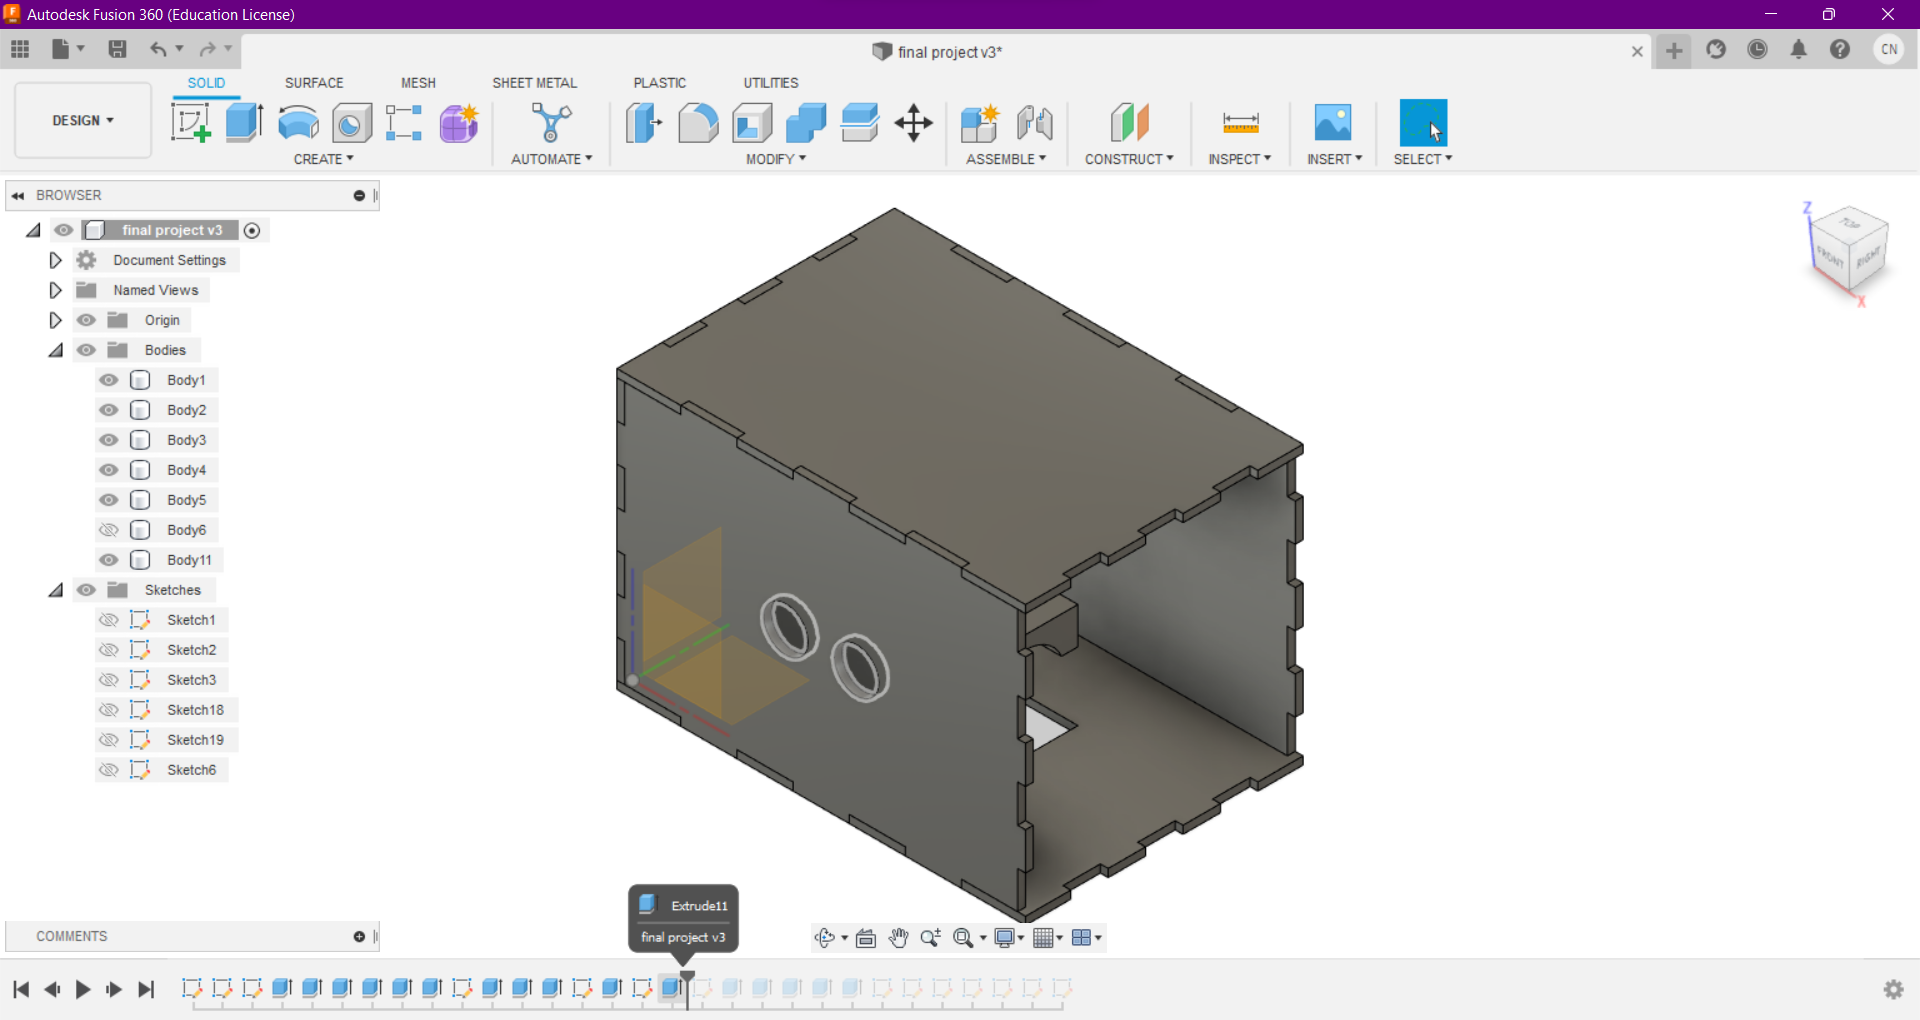 Autodesk Fusion 360 (Education License)
final project v3*
CN
DESIGN
SOLID
SURFACE
MESH
SHEET METAL
PLASTIC
UTILITIES
CREATE
AUTOMATE
MODIFY
ASSEMBLE
CONSTRUCT
INSPECT
INSERT
SELECT
BROWSER
final project v3
Document Settings
Named Views
Origin
Bodies
Body1
Body2
Body3
Body4
Body5
Body6
Body11
Sketches
Sketch1
Sketch2
Sketch3
Sketch18
Sketch19
Sketch6
Z
TOP
FRONT
RIGHT
X
Extrude11
final project v3
COMMENTS